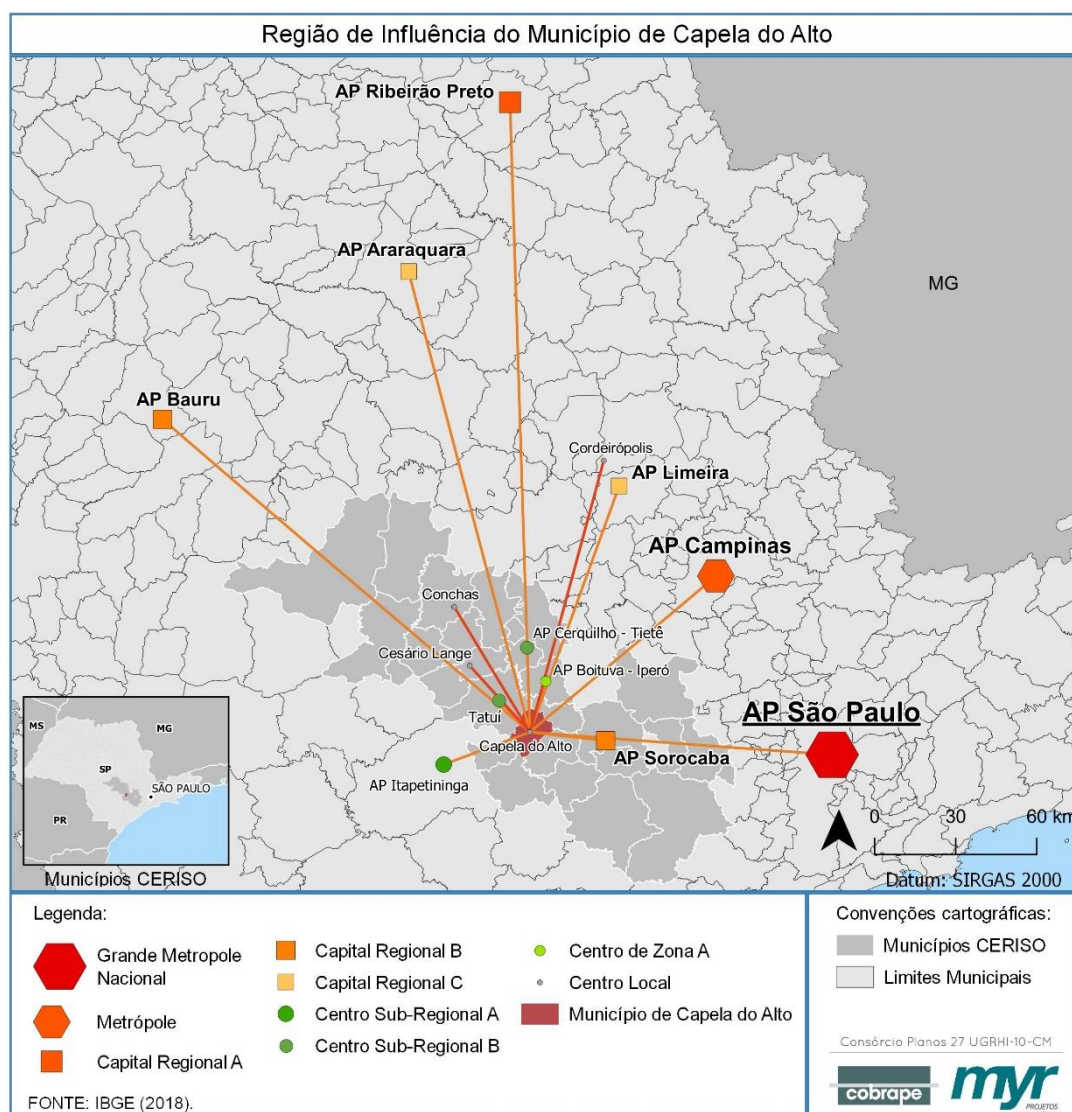 Região de Influência do Município de Capela do Alto
AP Ribeirão Preto
AP Araraquara
MG
AP Bauru
Cordeirópolis
AP Limeira
AP Campinas
Conchas
AP Cerquilho - Tietê
Cesário Lange
AP Boituva - Iperó
Tatuí
AP São Paulo
Capela do Alto
AP Sorocaba
AP Itapetininga
MS
MG
SP
SÃO PAULO
PR
Municípios CERISO
0 30 60 km
Datum: SIRGAS 2000
Legenda:
Grande Metropole
Nacional
Metrópole
Capital Regional A
Capital Regional B
Capital Regional C
Centro Sub-Regional A
Centro Sub-Regional B
Centro de Zona A
Centro Local
Município de Capela do Alto
FONTE: IBGE (2018).
Convenções cartográficas:
Municípios CERISO
Limites Municipais
Consórcio Planos 27 UGRHI-10-CM
cobrape
myr
PROJETOS